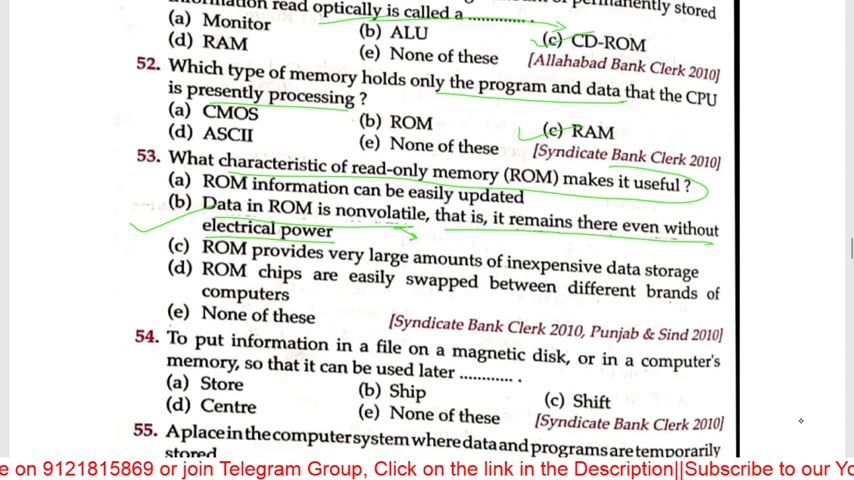 read optically is called a .............. .
permanently stored
(a) Monitor (b) ALU (c) CD-ROM
(d) RAM (e) None of these [Allahabad Bank Clerk 2010]
52. Which type of memory holds only the program and data that the CPU
is presently processing ?
(a) CMOS (b) ROM (c) RAM
(d) ASCII (e) None of these [Syndicate Bank Clerk 2010]
53. What characteristic of read-only memory (ROM) makes it useful ?
(a) ROM information can be easily updated
(b) Data in ROM is nonvolatile, that is, it remains there even without
electrical power
(c) ROM provides very large amounts of inexpensive data storage
(d) ROM chips are easily swapped between different brands of
computers
(e) None of these [Syndicate Bank Clerk 2010, Punjab & Sind 2010]
54. To put information in a file on a magnetic disk, or in a computer's
memory, so that it can be used later ............ .
(a) Store (b) Ship (c) Shift
(d) Centre (e) None of these [Syndicate Bank Clerk 2010]
55. A place in the computer system where data and programs are temporarily
stored
e on 9121815869 or join Telegram Group, Click on the link in the Description||Subscribe to our Yo